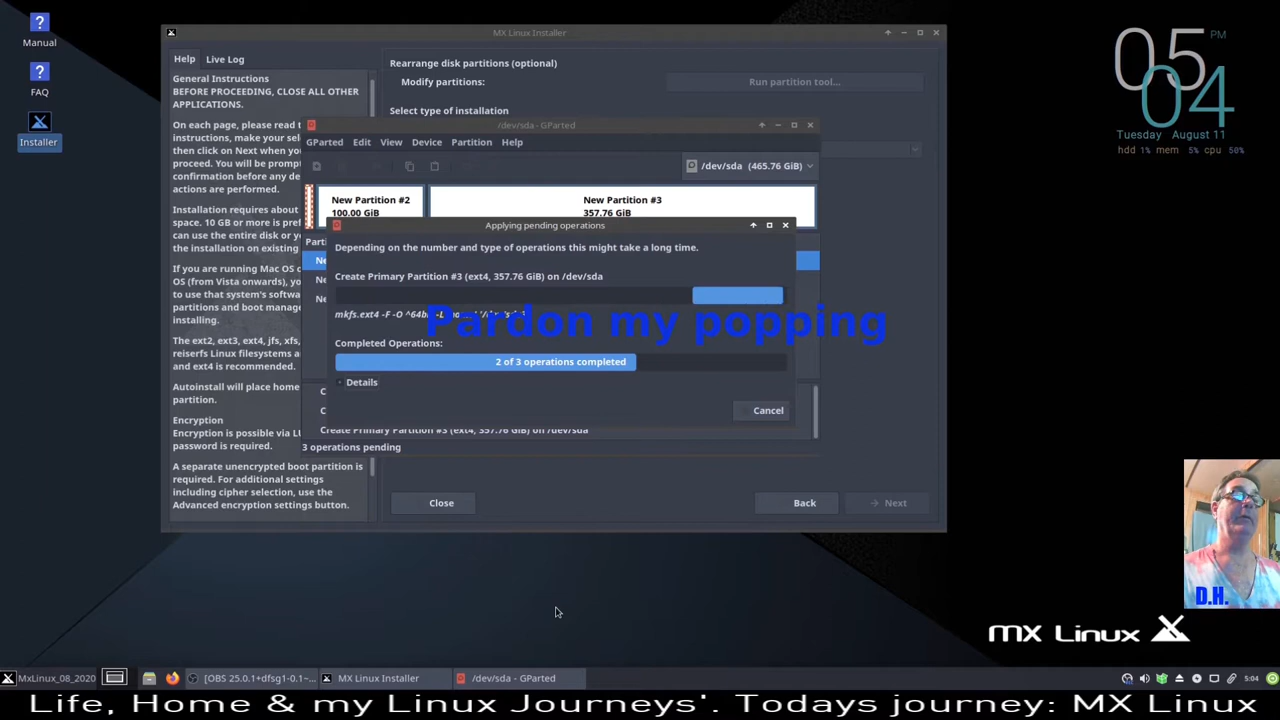 Manual
FAQ
Installer
MX Linux Installer
Help
Live Log
General Instructions
BEFORE PROCEEDING, CLOSE ALL OTHER
APPLICATIONS.
On each page, please read t
instructions, make your sel
then click on Next when you
proceed. You will be prompt
confirmation before any de
actions are performed.
Installation requires about
space. 10 GB or more is pref
can use the entire disk or yo
the installation on existing
If you are running Mac OS o
OS (from Vista onwards), yo
to use that system's softwa
partitions and boot manage
installing.
The ext2, ext3, ext4, jfs, xfs,
reiserfs Linux filesystems a
and ext4 is recommended.
Autoinstall will place home
partition.
Encryption
Encryption is possible via LU
password is required.
A separate unencrypted boot partition is
required. For additional settings
including cipher selection, use the
Advanced encryption settings button.
Rearrange disk partitions (optional)
Modify partitions:
Run partition tool...
Select type of installation
/dev/sda - GParted
GParted Edit View Device Partition Help
/dev/sda (465.76 GiB)
New Partition #2
100.00 GiB
New Partition #3
357.76 GiB
Parti
Ne
Ne
Ne
Applying pending operations
Depending on the number and type of operations this might take a long time.
Create Primary Partition #3 (ext4, 357.76 GiB) on /dev/sda
mkfs.ext4 -F -O ^64bi
Pardon my popping
Completed Operations:
2 of 3 operations completed
Details
Cancel
C
C
Create Primary Partition #3 (ext4, 357.76 GiB) on /dev/sda
3 operations pending
Close
Back
Next
05 PM
04
Tuesday August 11
hdd 1% mem 5% cpu 50%
D.H.
MX Linux
MxLinux_08_2020
[OBS 25.0.1+dfsg1-0.1~...
MX Linux Installer
/dev/sda - GParted
5:04
Life, Home & my Linux Journeys'. Todays journey: MX Linux